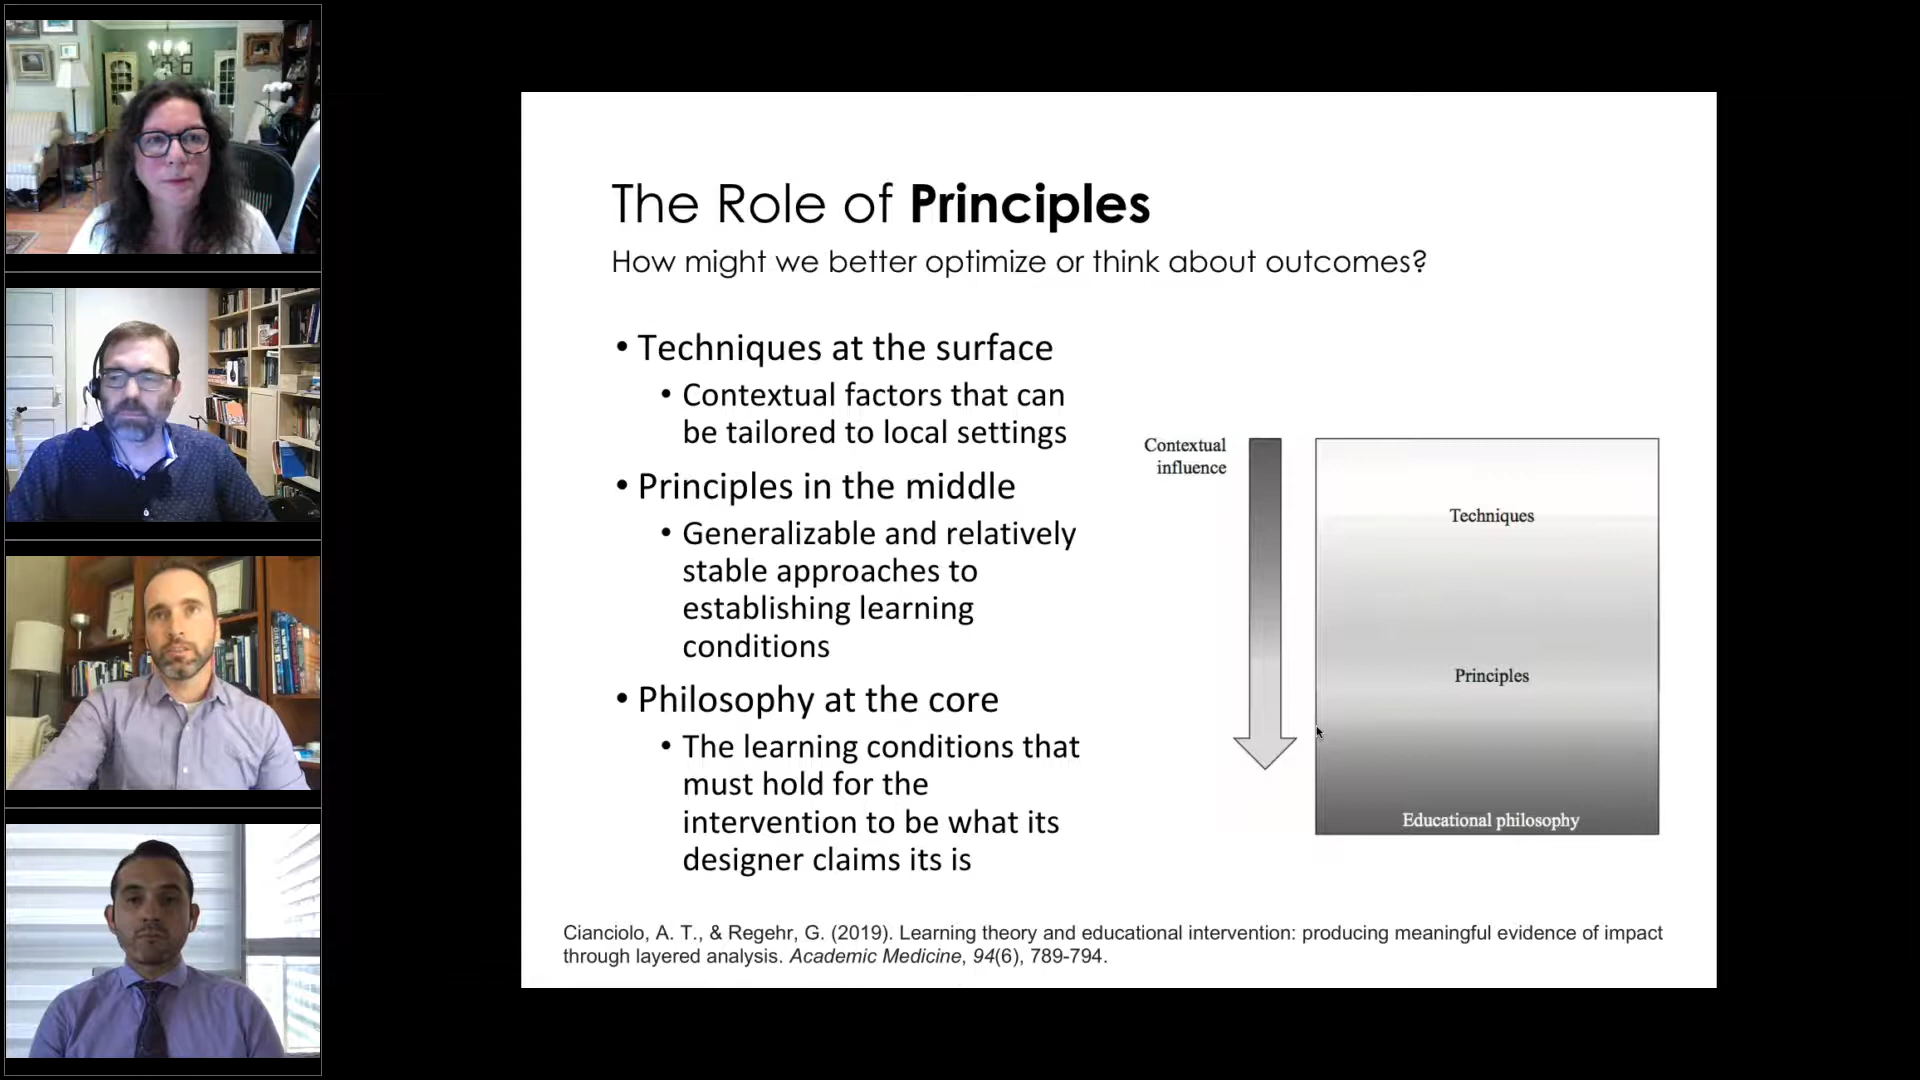 The Role of Principles
How might we better optimize or think about outcomes?
• Techniques at the surface
• Contextual factors that can
be tailored to local settings
• Principles in the middle
• Generalizable and relatively
stable approaches to
establishing learning
conditions
• Philosophy at the core
• The learning conditions that
must hold for the
intervention to be what its
designer claims its is
Contextual
influence
Techniques
Principles
Educational philosophy
Cianciolo, A. T., & Regehr, G. (2019). Learning theory and educational intervention: producing meaningful evidence of impact
through layered analysis. Academic Medicine, 94(6), 789-794.